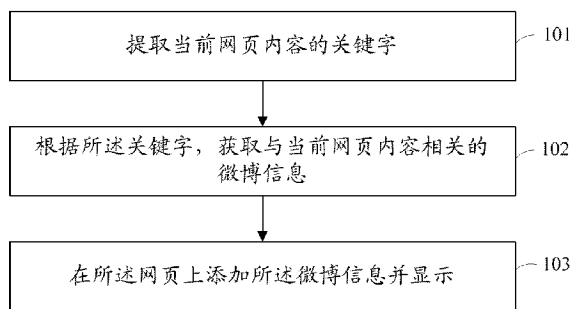 提取当前网页内容的关键字
101
根据所述关键字，获取与当前网页内容相关的
微博信息
102
在所述网页上添加所述微博信息并显示
103